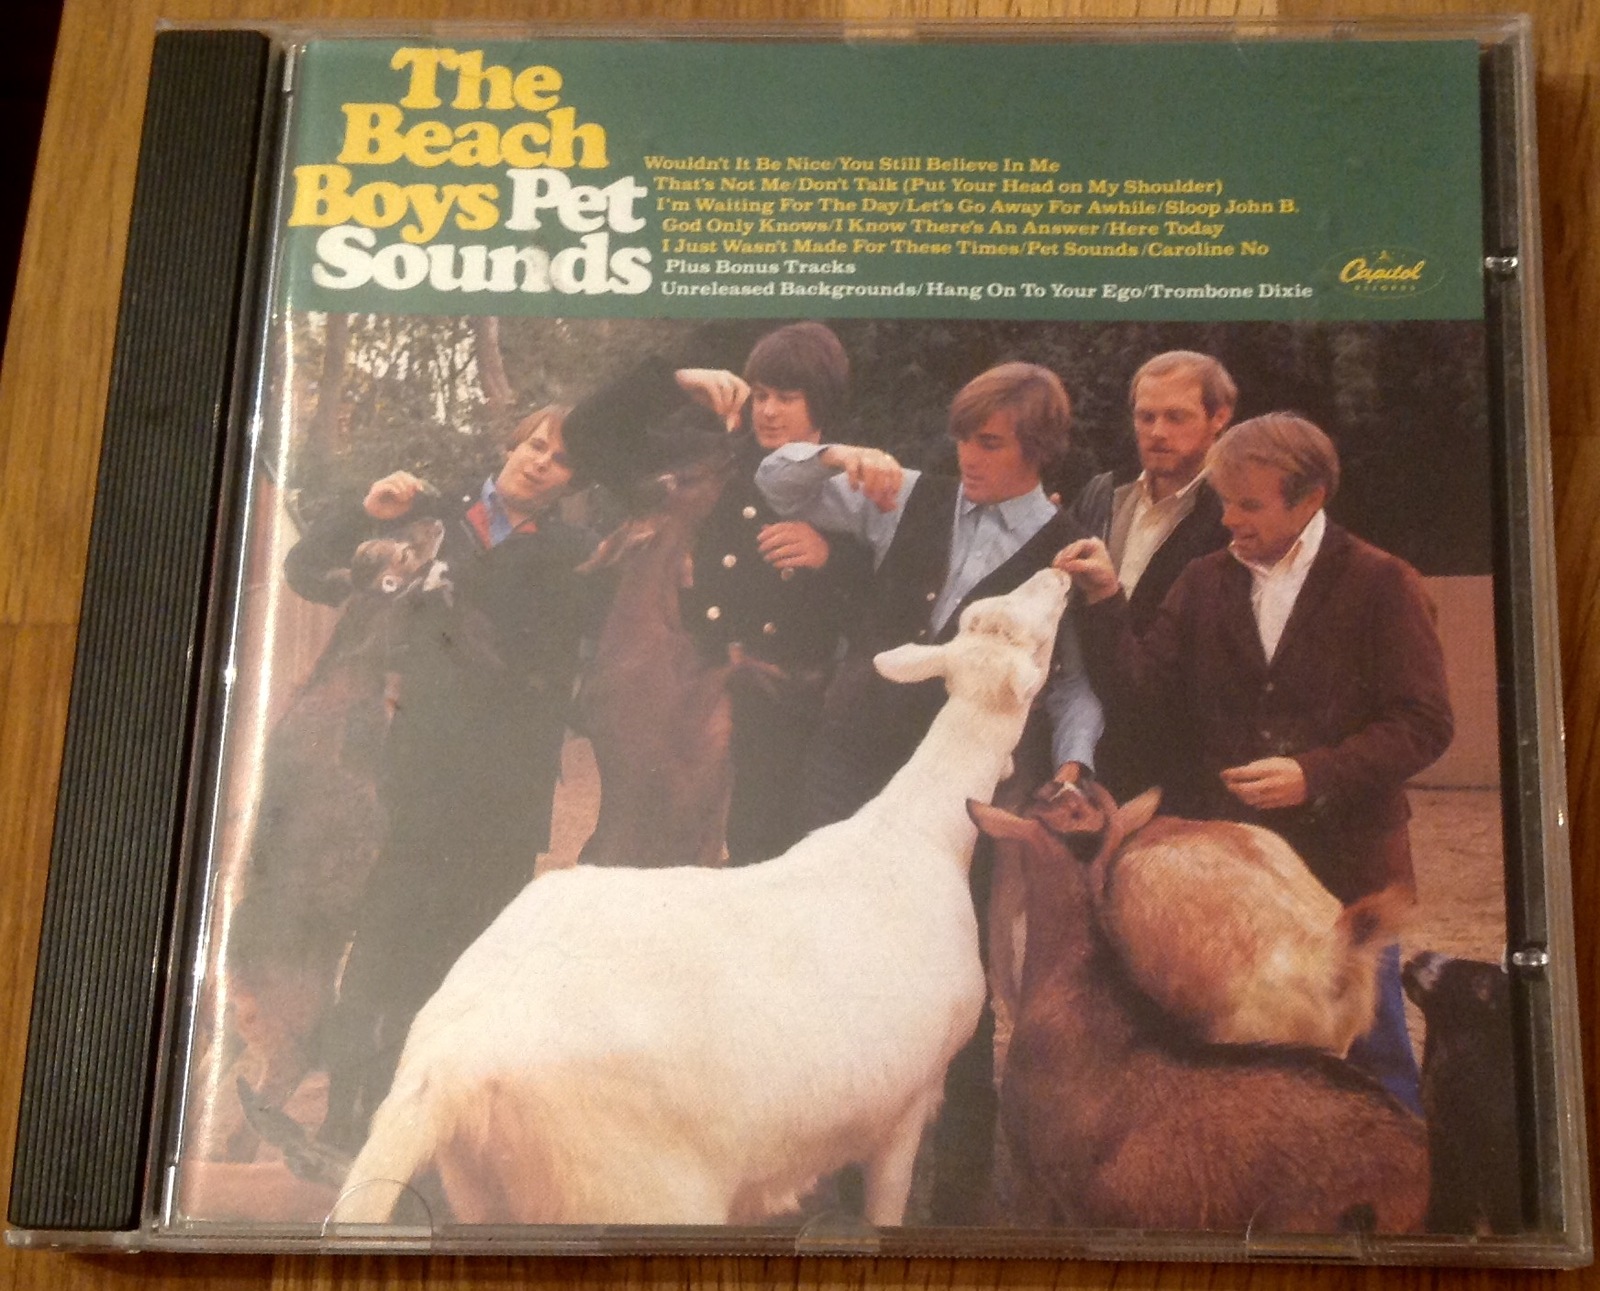 The
Beach
Boys Pet
Sounds
Wouldn't It Be Nice/You Still Believe In Me
That's Not Me/Don't Talk (Put Your Head on My Shoulder)
I'm Waiting For The Day/Let's Go Away For Awhile/Sloop John B.
God Only Knows/I Know There's An Answer/Here Today
I Just Wasn't Made For These Times/Pet Sounds/Caroline No
Plus Bonus Tracks
Unreleased Backgrounds/Hang On To Your Ego/Trombone Dixie
Capitol
RECORDS